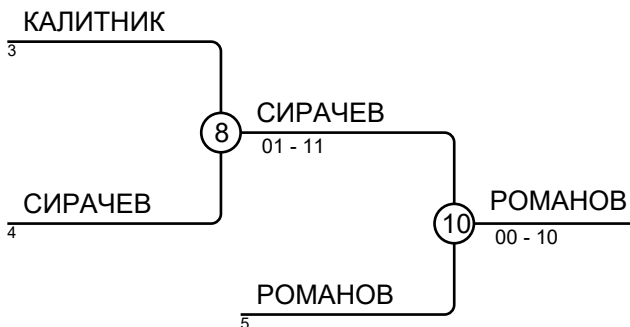 КАЛИТНИК
3
8
СИРАЧЕВ
01 - 11
СИРАЧЕВ
4
10
РОМАНОВ
00 - 10
РОМАНОВ
5